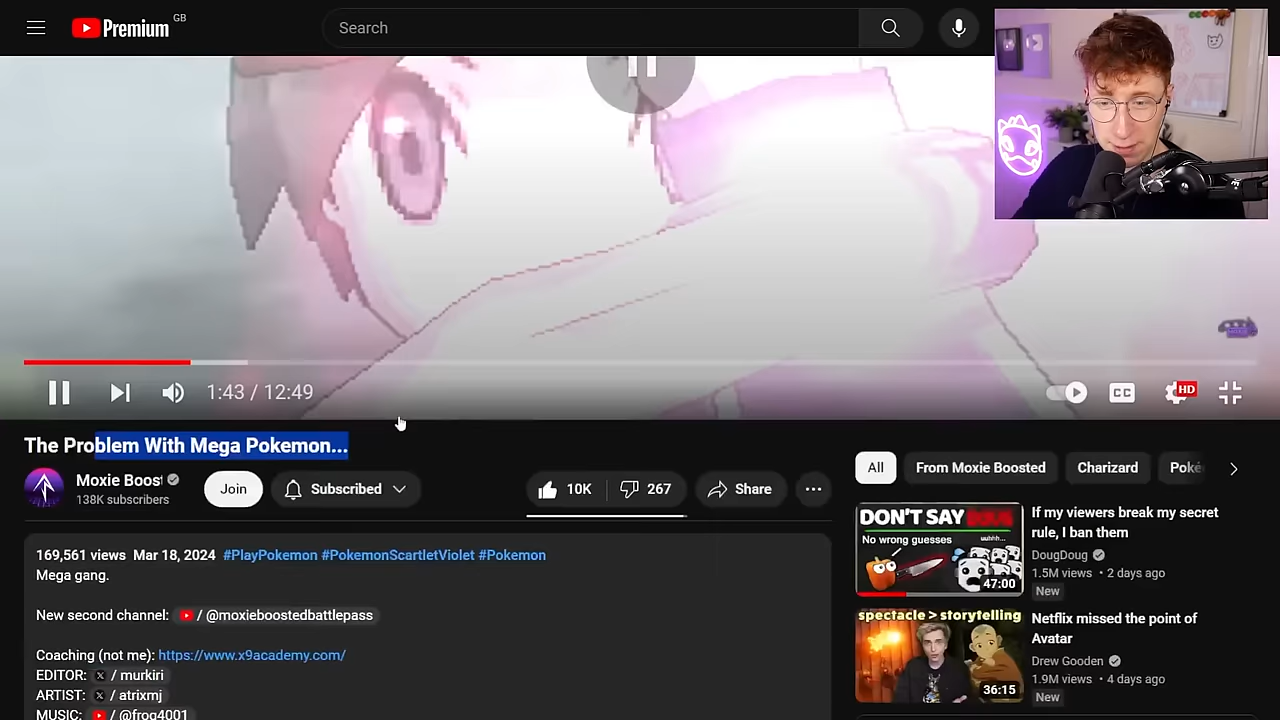 Premium GB
Search
1:43 / 12:49
CC
HD
The Problem With Mega Pokemon...
Moxie Boost
138K subscribers
Join
Subscribed
10K
267
Share
All
From Moxie Boosted
Charizard
Poké
169,561 views Mar 18, 2024 #PlayPokemon #PokemonScartletViolet #Pokemon
Mega gang.
New second channel: / @moxieboostedbattlepass
Coaching (not me): https://www.x9academy.com/
EDITOR: X / murkiri
ARTIST: X / atrixmj
MUSIC: / @frog4001
DON'T SAY
No wrong guesses
uuhh...
47:00
If my viewers break my secret
rule, I ban them
DougDoug
1.5M views • 2 days ago
New
spectacle > storytelling
36:15
Netflix missed the point of
Avatar
Drew Gooden
1.9M views • 4 days ago
New